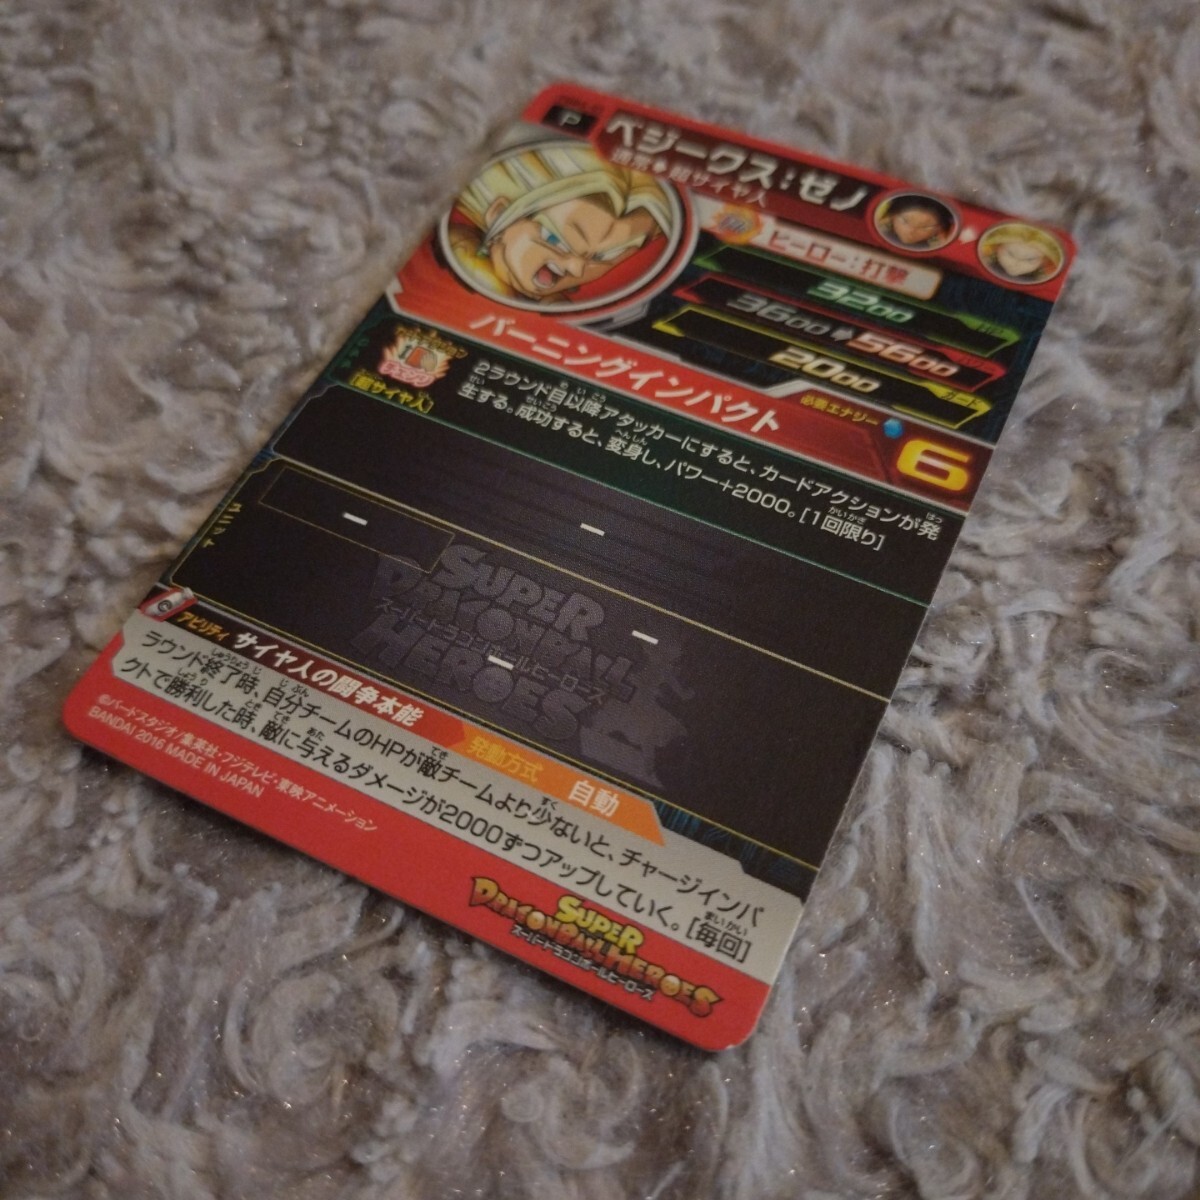 P
ベジークス:ゼノ
通常▶超サイヤ人
ヒーロー:打撃
3200
3600 ▶ 5600
2000
ガード
バーニングインパクト
必要エナジー
6
[超サイヤ人]
2ラウンド目以降アタッカーにすると、カードアクションが発
生する。成功すると、変身し、パワー+2000。[1回限り]
ユニット
SUPER
DRAGONBALL
スーパードラゴンボールヒーローズ
HEROES
アビリティ
サイヤ人の闘争本能
発動方式
自動
ラウンド終了時、自分チームのHPが敵チームより少ないと、チャージインパ
クトで勝利した時、敵に与えるダメージが2000ずつアップしていく。[毎回]
©バードスタジオ/集英社・フジテレビ・東映アニメーション
BANDAI 2016 MADE IN JAPAN
SUPER
DRAGONBALL HEROES
スーパードラゴンボールヒーローズ